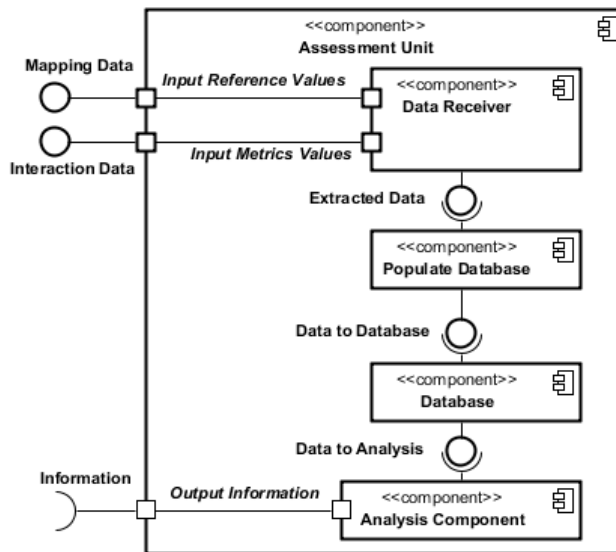 <<component>>
Assessment Unit
Mapping Data
Input Reference Values
<<component>>
Data Receiver
Interaction Data
Input Metrics Values
Extracted Data
<<component>>
Populate Database
Data to Database
<<component>>
Database
Data to Analysis
Information
Output Information
<<component>>
Analysis Component